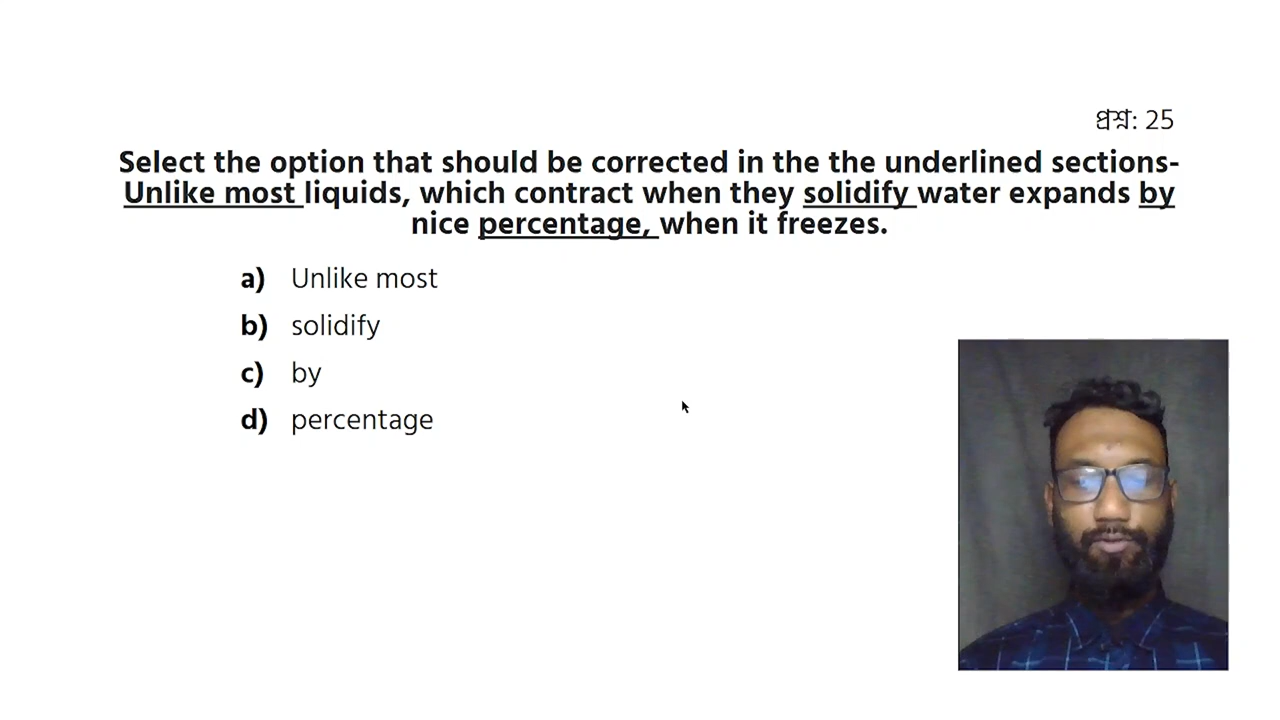 প্রশ্ন: 25
Select the option that should be corrected in the the underlined sections-
Unlike most liquids, which contract when they solidify water expands by
nice percentage, when it freezes.
a) Unlike most
b) solidify
c) by
d) percentage